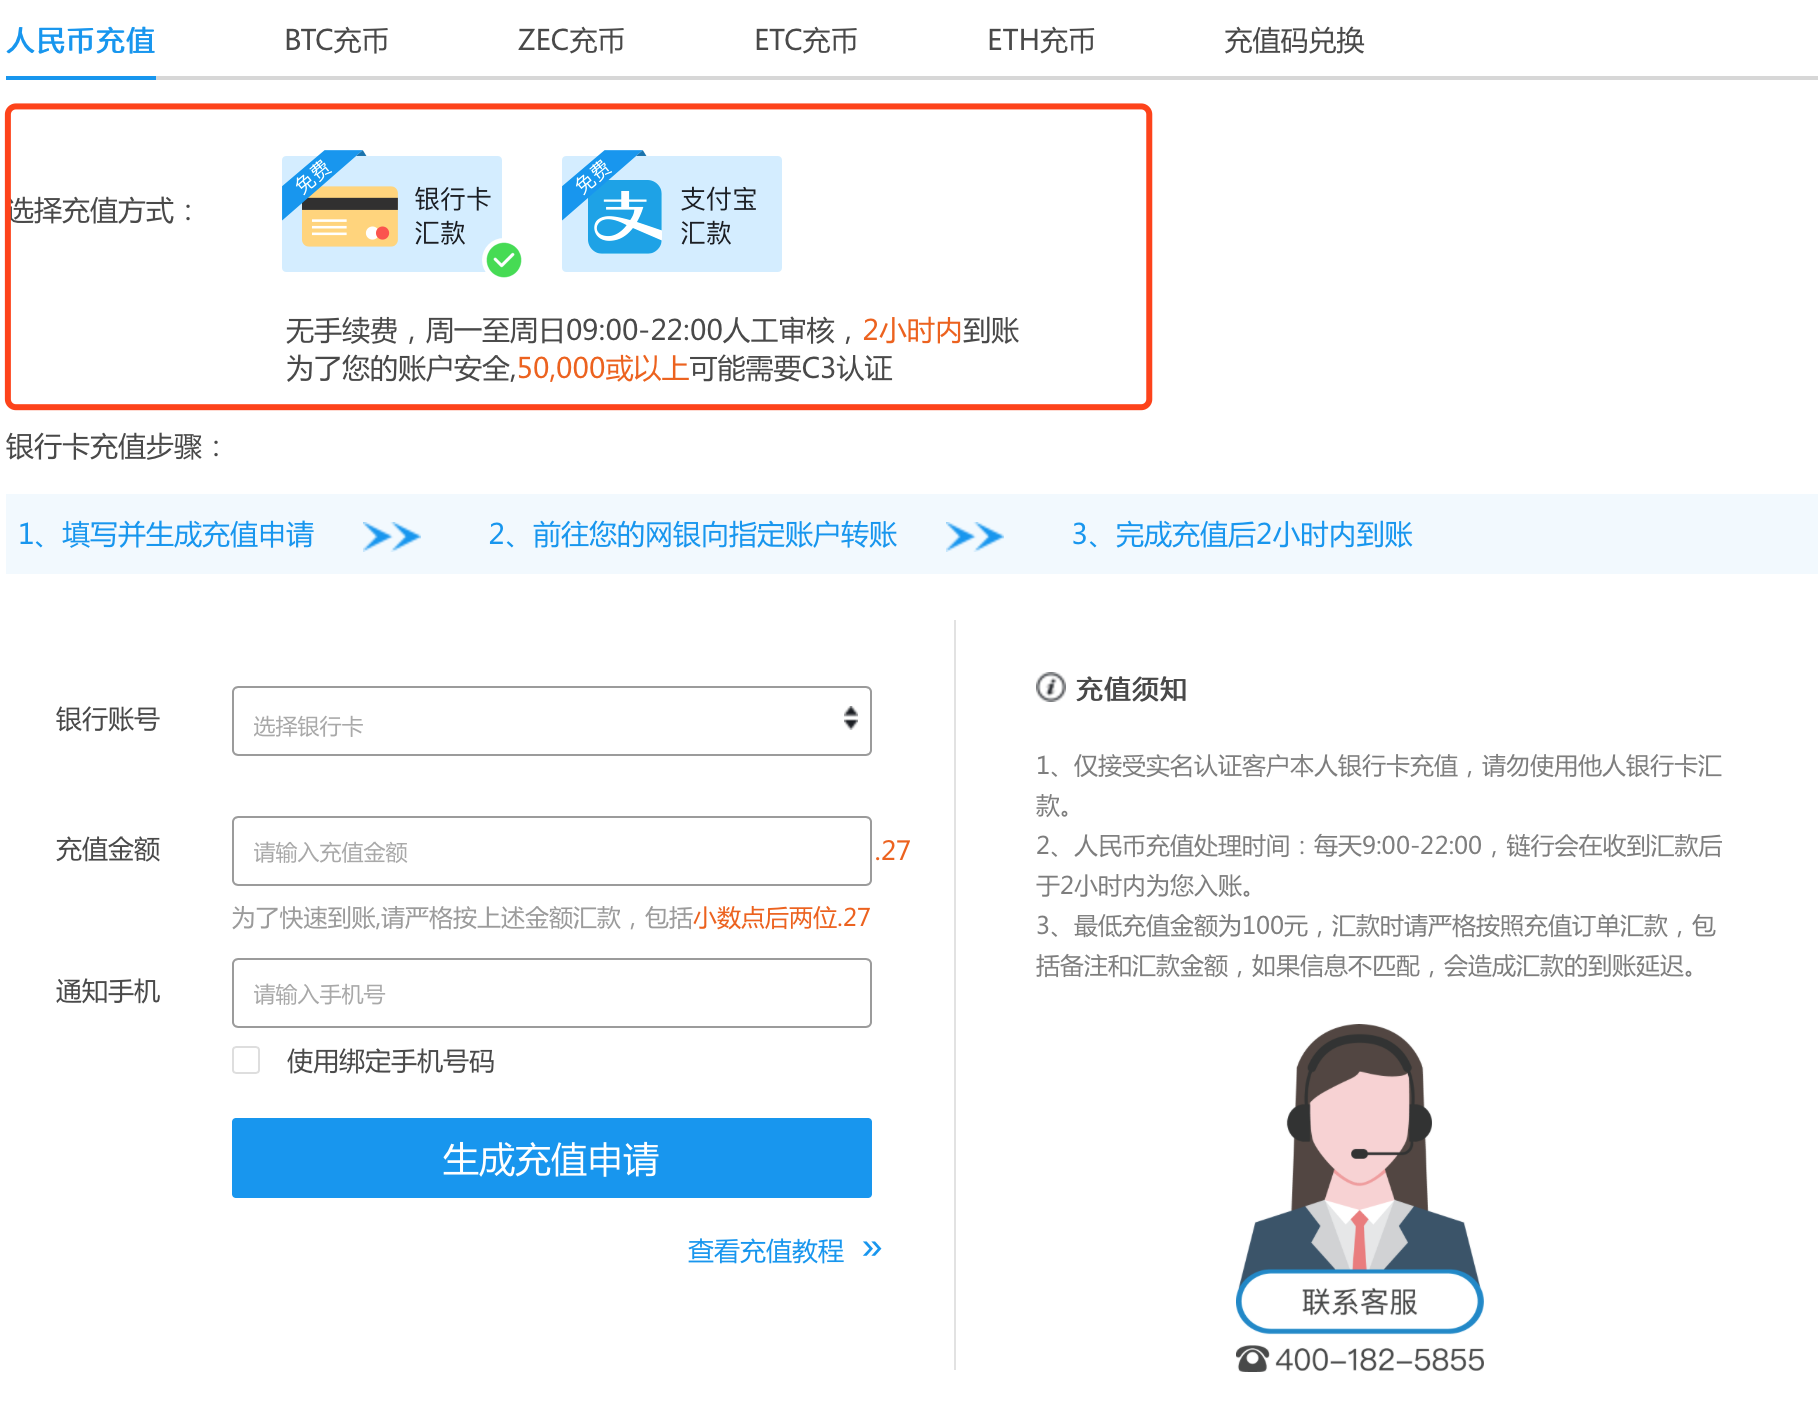 人民币充值 BTC充币 ZEC充币 ETC充币 ETH充币 充值码兑换
选择充值方式：
免费
银行卡
汇款
免费
支
支付宝
汇款
无手续费，周一至周日09:00-22:00人工审核，2小时内到账
为了您的账户安全,50,000或以上可能需要C3认证
银行卡充值步骤：
1、填写并生成充值申请 2、前往您的网银向指定账户转账 3、完成充值后2小时内到账
银行账号 选择银行卡
充值金额 请输入充值金额 .27
为了快速到账,请严格按上述金额汇款，包括小数点后两位.27
通知手机 请输入手机号
使用绑定手机号码
生成充值申请
查看充值教程 »
i 充值须知
1、仅接受实名认证客户本人银行卡充值，请勿使用他人银行卡汇
款。
2、人民币充值处理时间：每天9:00-22:00，链行会在收到汇款后
于2小时内为您入账。
3、最低充值金额为100元，汇款时请严格按照充值订单汇款，包
括备注和汇款金额，如果信息不匹配，会造成汇款的到账延迟。
联系客服
400-182-5855